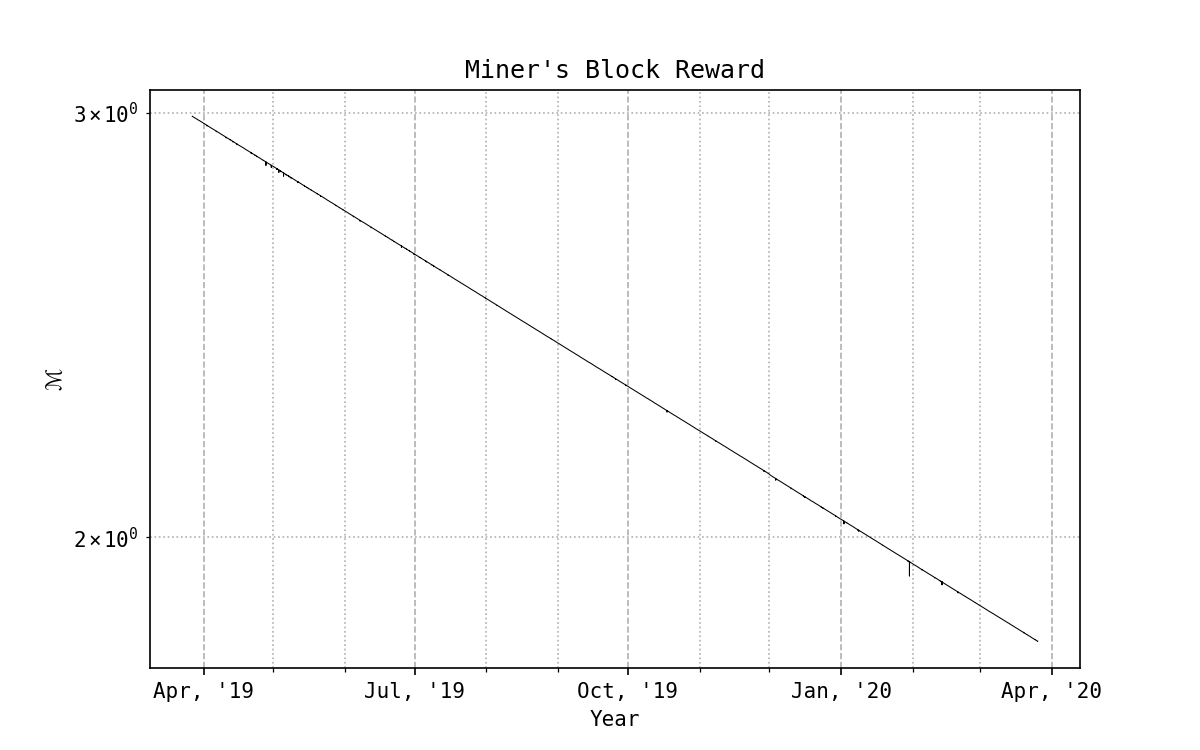 Miner's Block Reward
3×10⁰
ℳ
2×10⁰
Apr, '19 Jul, '19 Oct, '19 Jan, '20 Apr, '20
Year